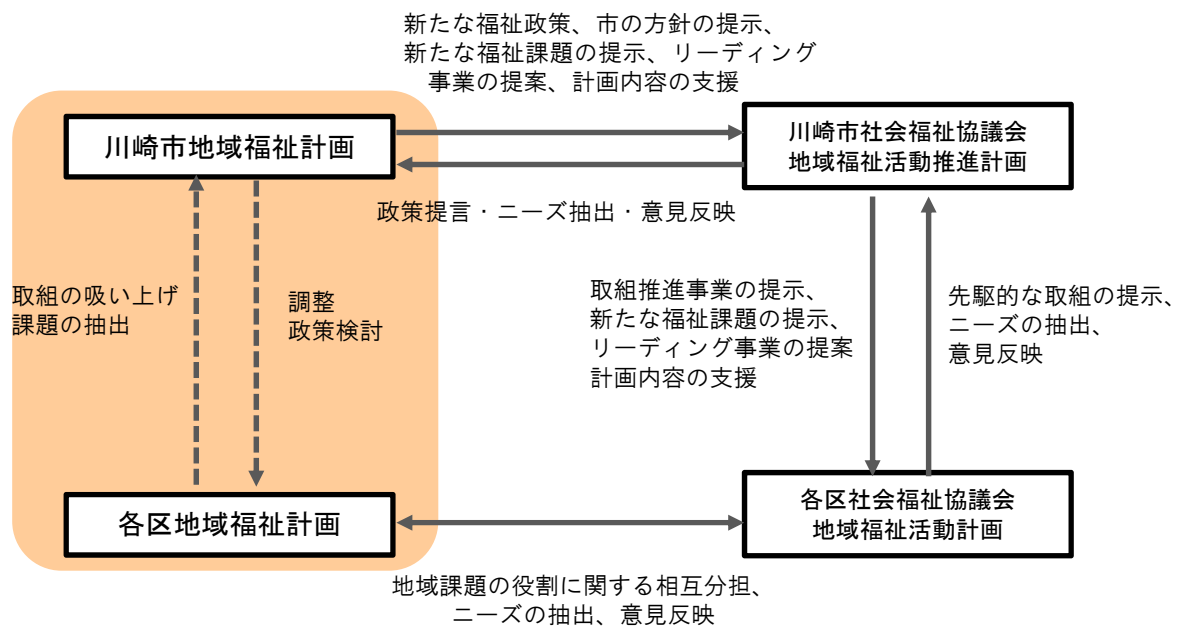 新たな福祉政策、市の方針の提示、
新たな福祉課題の提示、リーディング
事業の提案、計画内容の支援
川崎市地域福祉計画
川崎市社会福祉協議会
地域福祉活動推進計画
政策提言・ニーズ抽出・意見反映
取組の吸い上げ
課題の抽出
調整
政策検討
取組推進事業の提示、
新たな福祉課題の提示、
リーディング事業の提案
計画内容の支援
先駆的な取組の提示、
ニーズの抽出、
意見反映
各区地域福祉計画
各区社会福祉協議会
地域福祉活動計画
地域課題の役割に関する相互分担、
ニーズの抽出、意見反映